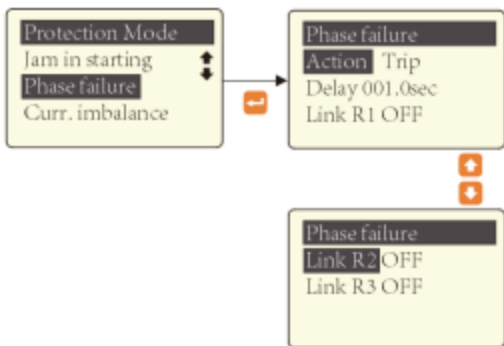 Protection Mode
Jam in starting
Phase failure
Curr. imbalance
Phase failure
Action Trip
Delay 001.0sec
Link R1 OFF
Phase failure
Link R2 OFF
Link R3 OFF